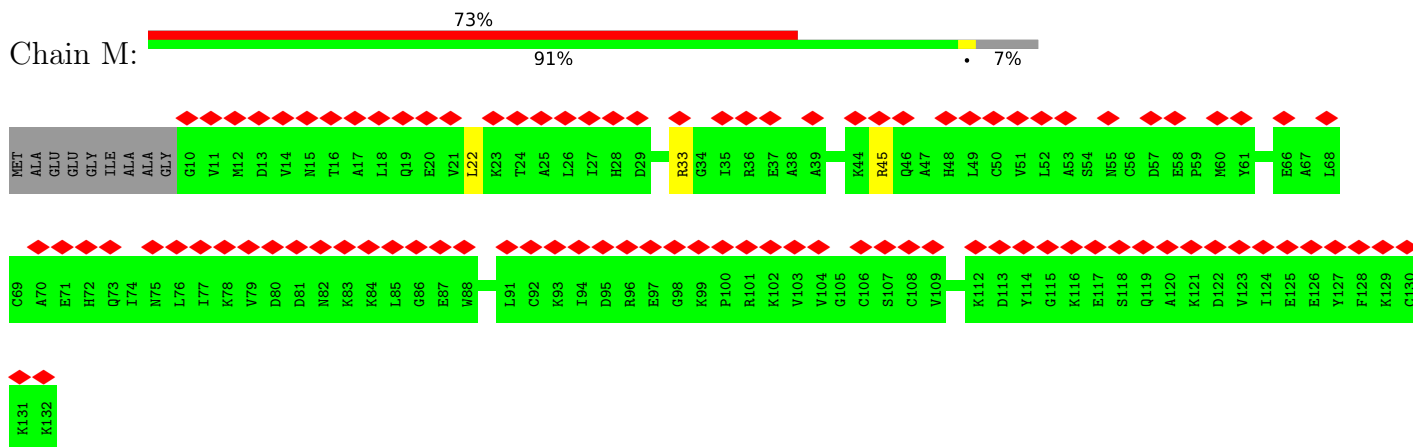 73%
Chain M:
91% • 7%
MET ALA GLU GLU GLY ILE ALA ALA GLY G10 V11 M12 D13 V14 N15 T16 A17 L18 Q19 E20 V21 L22 K23 T24 A25 L26 I27 H28 D29 R33 G34 I35 R36 E37 A38 A39 K44 R45 Q46 A47 H48 L49 C50 V51 L52 A53 S54 N55 C56 D57 E58 P59 M60 Y61 E66 A67 L68
C69 A70 E71 H72 Q73 I74 N75 L76 I77 K78 V79 D80 D81 N82 K83 K84 L85 G86 E87 W88 L91 C92 K93 I94 D95 R96 E97 G98 K99 P100 R101 K102 V103 V104 G105 C106 S107 C108 V109 K112 D113 Y114 G115 K116 E117 S118 Q119 A120 K121 D122 V123 I124 E125 E126 Y127 F128 K129 C130
K131 K132